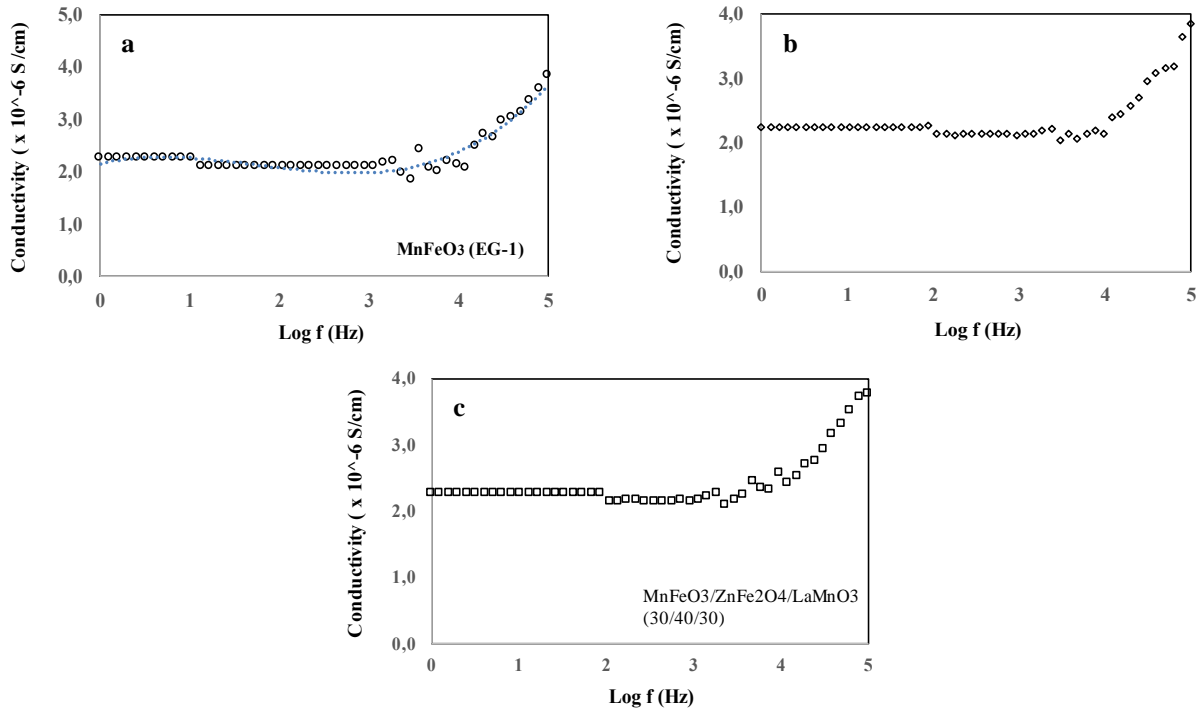 a
Conductivity ( x 10^-6 S /cm)
5,0
4,0
3,0
2,0
1,0
0,0
MnFeO3 (EG-1)
0 1 2 3 4 5
Log f (Hz)
b
Conductivity ( x 10^-6 S/cm)
4,0
3,0
2,0
1,0
0,0
0 1 2 3 4 5
Log f (Hz)
c
Conductivity ( x 10^-6 S/cm)
4,0
3,0
2,0
1,0
0,0
MnFeO3/ZnFe2O4/LaMnO3
(30/40/30)
0 1 2 3 4 5
Log f (Hz)